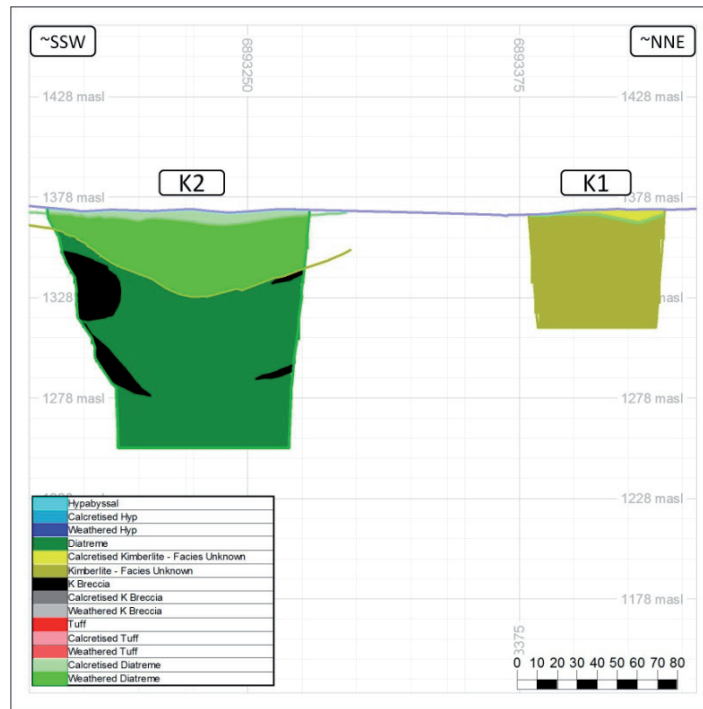 ~SSW
~NNE
6893250
6893375
1428 masl
1428 masl
K2
K1
1378 masl
1378 masl
1328 masl
1328 masl
1278 masl
1278 masl
1228 masl
1178 masl
3375
Hypabyssal
Calcretised Hyp
Weathered Hyp
Diatreme
Calcretised Kimberlite - Facies Unknown
Kimberlite - Facies Unknown
K Breccia
Calcretised K Breccia
Weathered K Breccia
Tuff
Calcretised Tuff
Weathered Tuff
Calcretised Diatreme
Weathered Diatreme
0 10 20 30 40 50 60 70 80